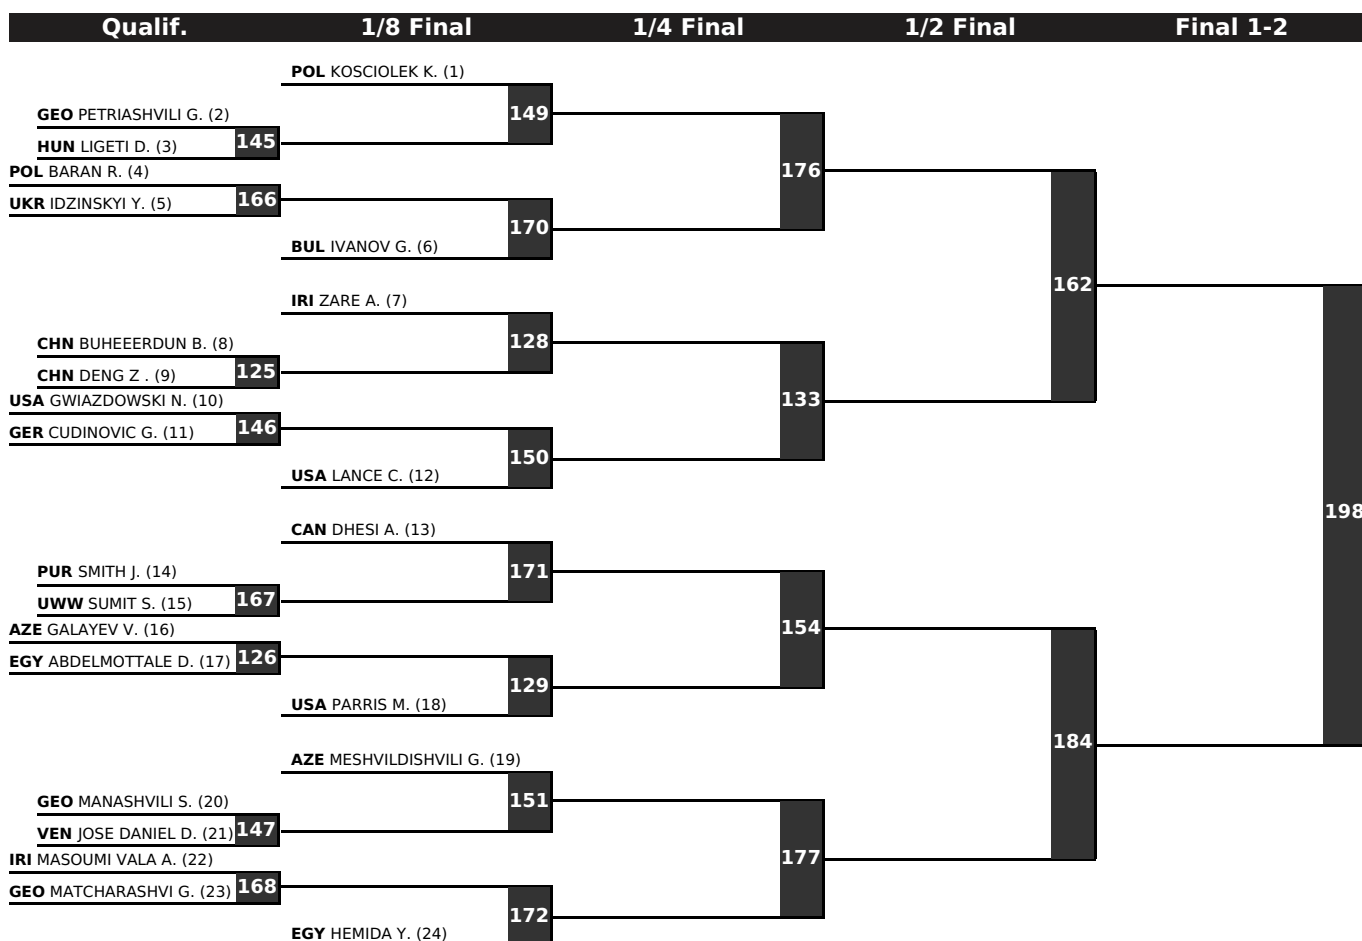 Qualif. 1/8 Final 1/4 Final 1/2 Final Final 1-2
POL KOSCIOLEK K. (1)
GEO PETRIASHVILI G. (2)
149
HUN LIGETI D. (3) 145
POL BARAN R. (4)
176
UKR IDZINSKYI Y. (5) 166
170
BUL IVANOV G. (6)
162
IRI ZARE A. (7)
CHN BUHEEERDUN B. (8)
128
CHN DENG Z . (9) 125
USA GWIAZDOWSKI N. (10)
133
GER CUDINOVIC G. (11) 146
150
USA LANCE C. (12)
198
CAN DHESI A. (13)
PUR SMITH J. (14)
171
UWW SUMIT S. (15) 167
AZE GALAYEV V. (16)
154
EGY ABDELMOTTALE D. (17) 126
129
USA PARRIS M. (18)
184
AZE MESHVILDISHVILI G. (19)
GEO MANASHVILI S. (20)
151
VEN JOSE DANIEL D. (21) 147
IRI MASOUMI VALA A. (22)
177
GEO MATCHARASHVI G. (23) 168
172
EGY HEMIDA Y. (24)